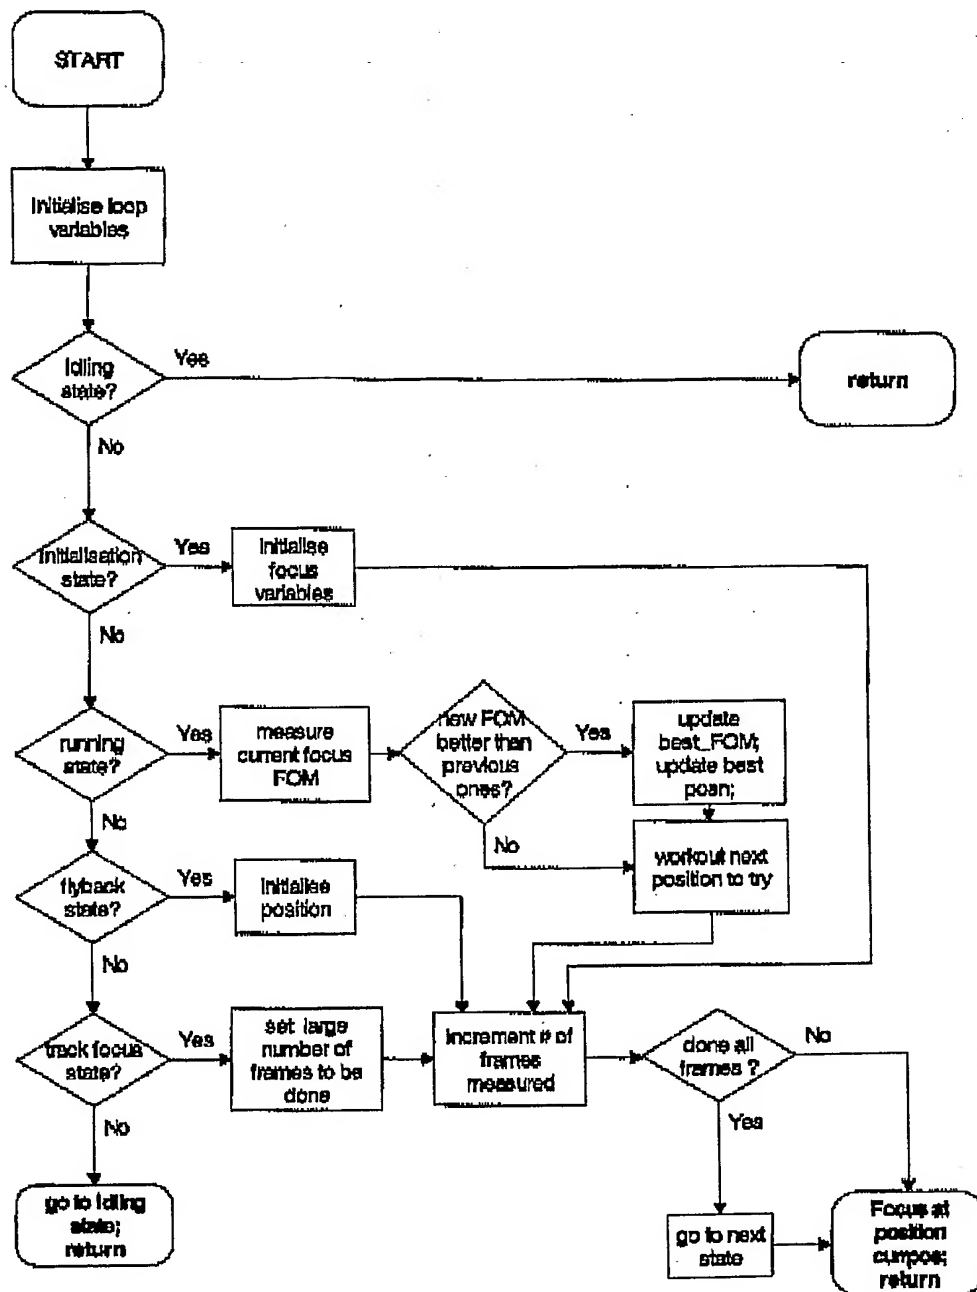 START
Initialise loop
variables
Idling
state?
Yes
return
No
Initialisation
state?
Yes
initialise
focus
variables
No
running
state?
Yes
measure
current focus
FOM
new FOM
better than
previous
ones?
Yes
update
best_FOM;
update best
posn;
No
No
workout next
position to try
flyback
state?
Yes
initialise
position
No
track focus
state?
Yes
set large
number of
frames to be
done
increment # of
frames
measured
done all
frames ?
No
No
Yes
go to Idling
state;
return
go to next
state
Focus at
position
curpos;
return